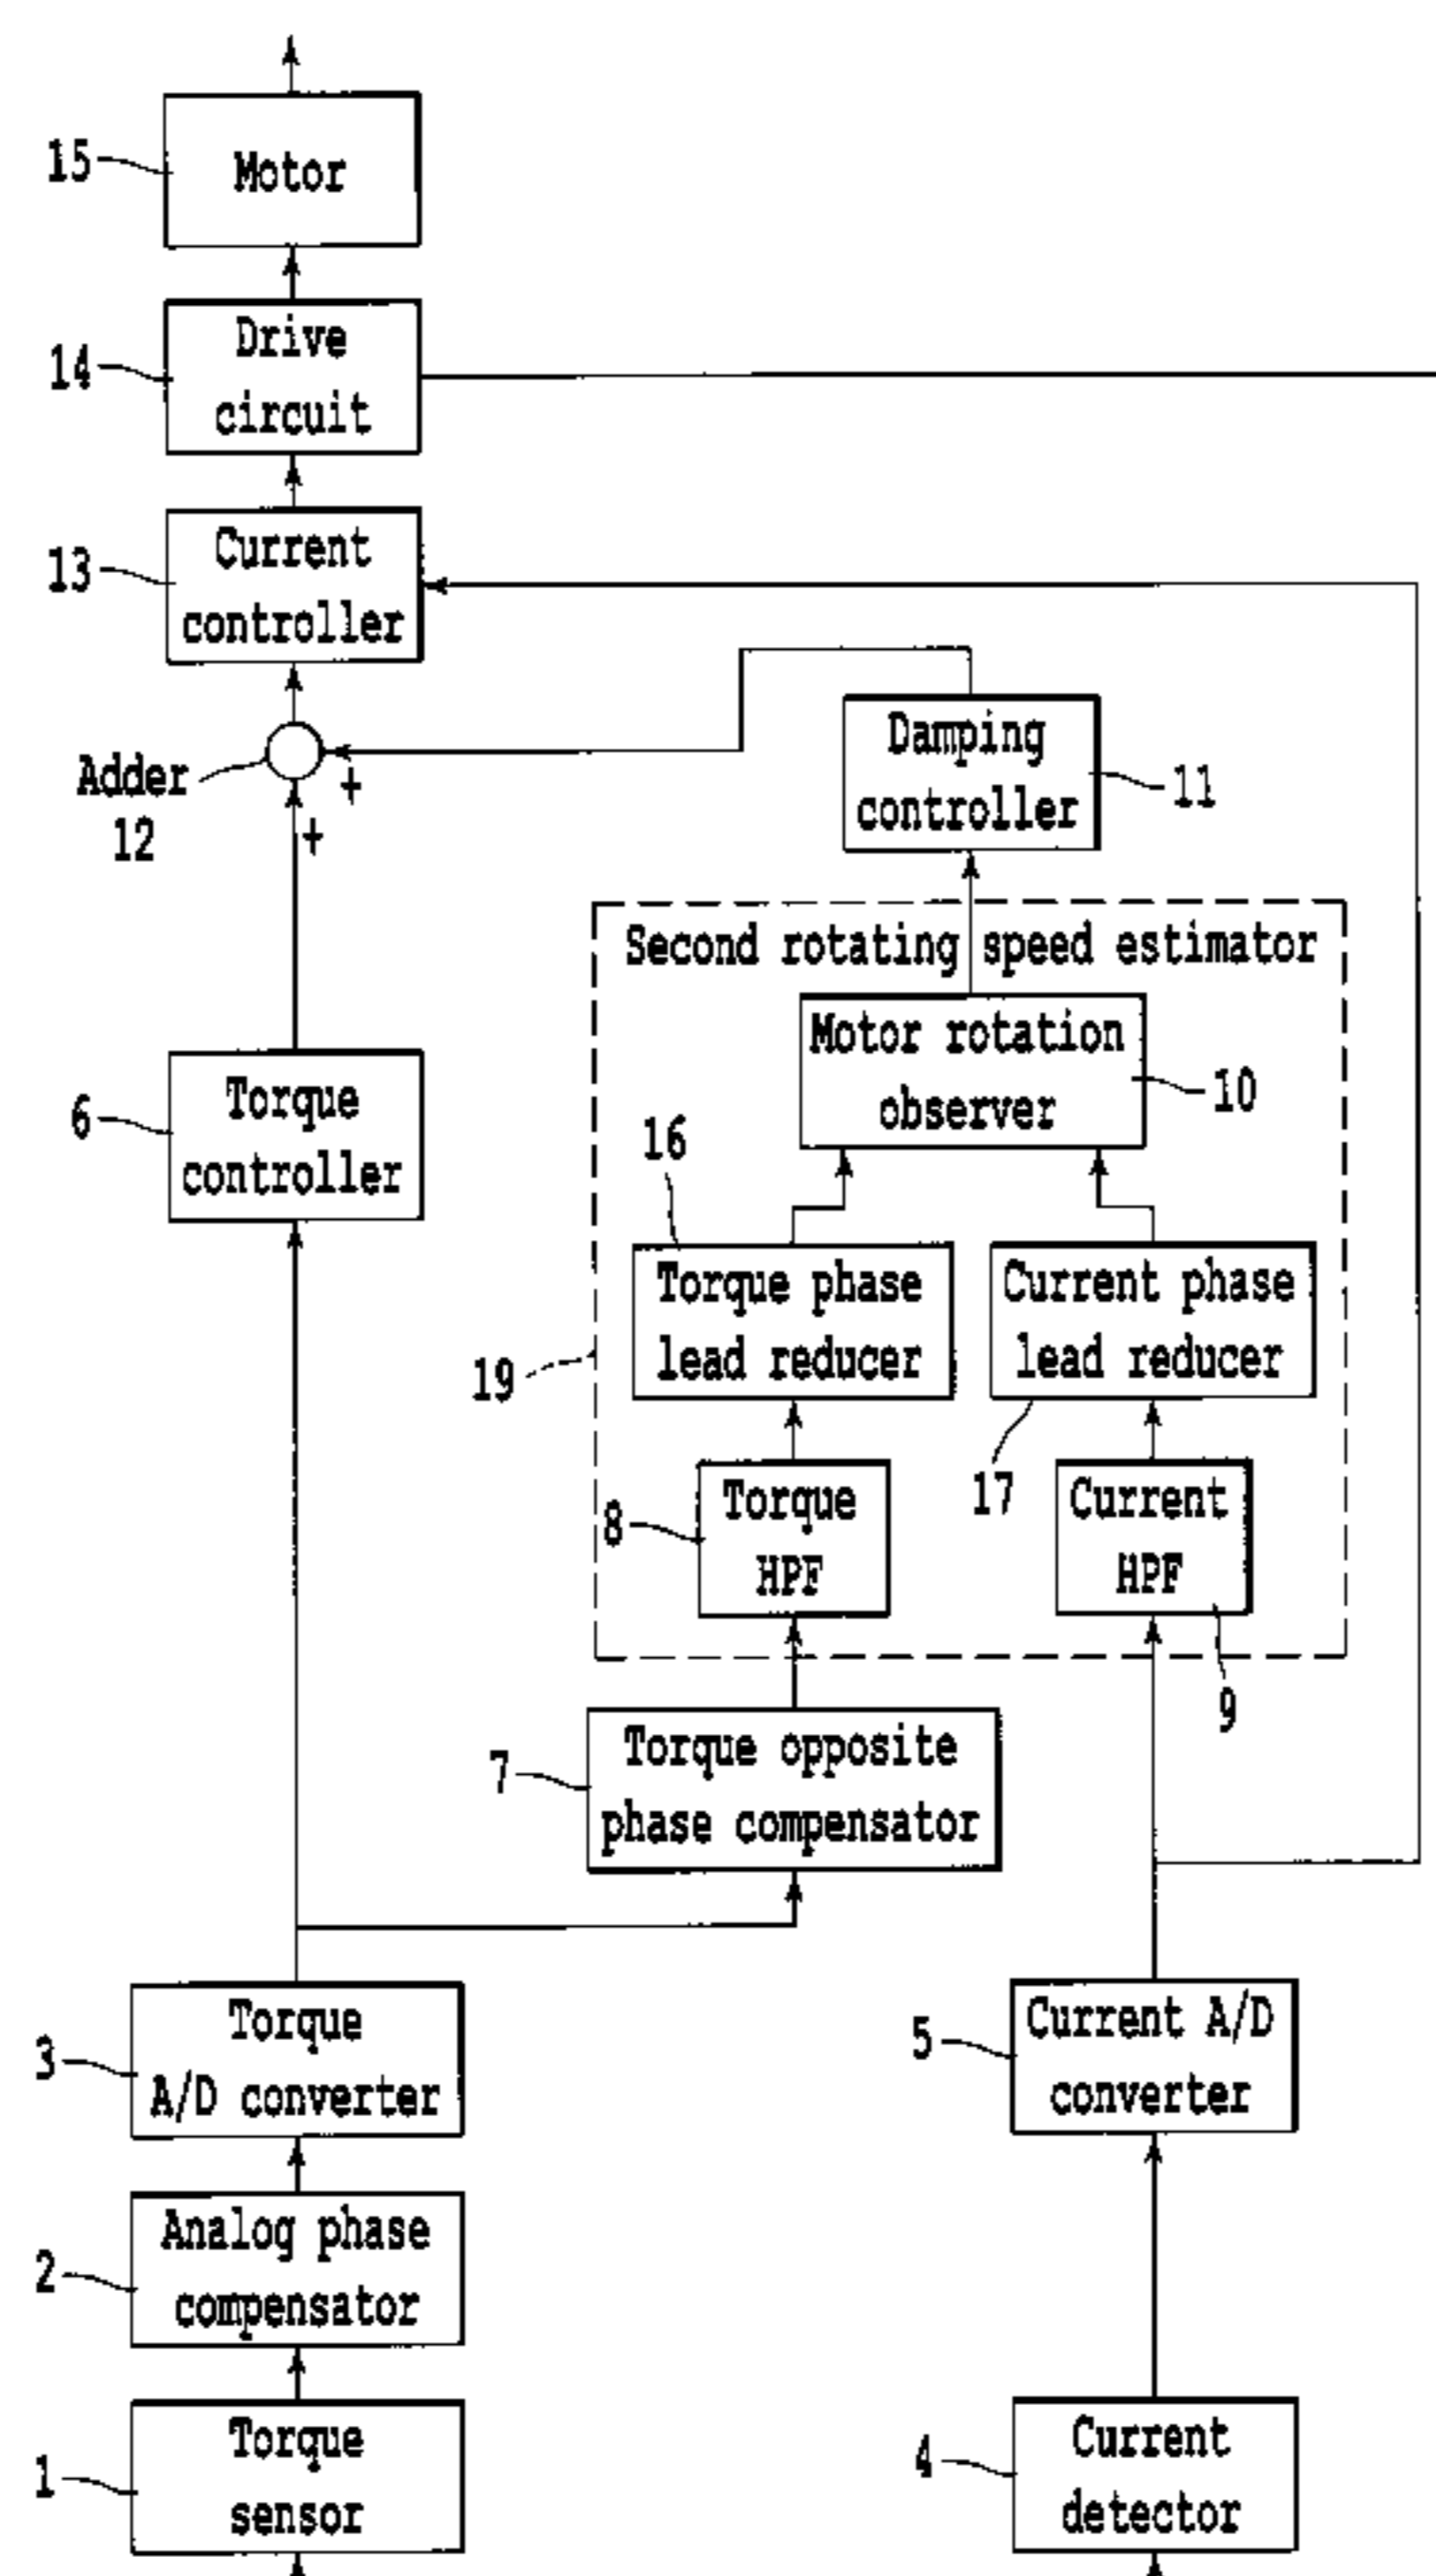 15
Motor
14
Drive
circuit
13
Current
controller
Adder
12
+
+
Damping
controller
11
Second rotating speed estimator
Motor rotation
observer
10
6
Torque
controller
16
Torque phase
lead reducer
Current phase
lead reducer
19
17
8
Torque
HPF
Current
HPF
9
7
Torque opposite
phase compensator
3
Torque
A/D converter
5
Current A/D
converter
2
Analog phase
compensator
1
Torque
sensor
4
Current
detector